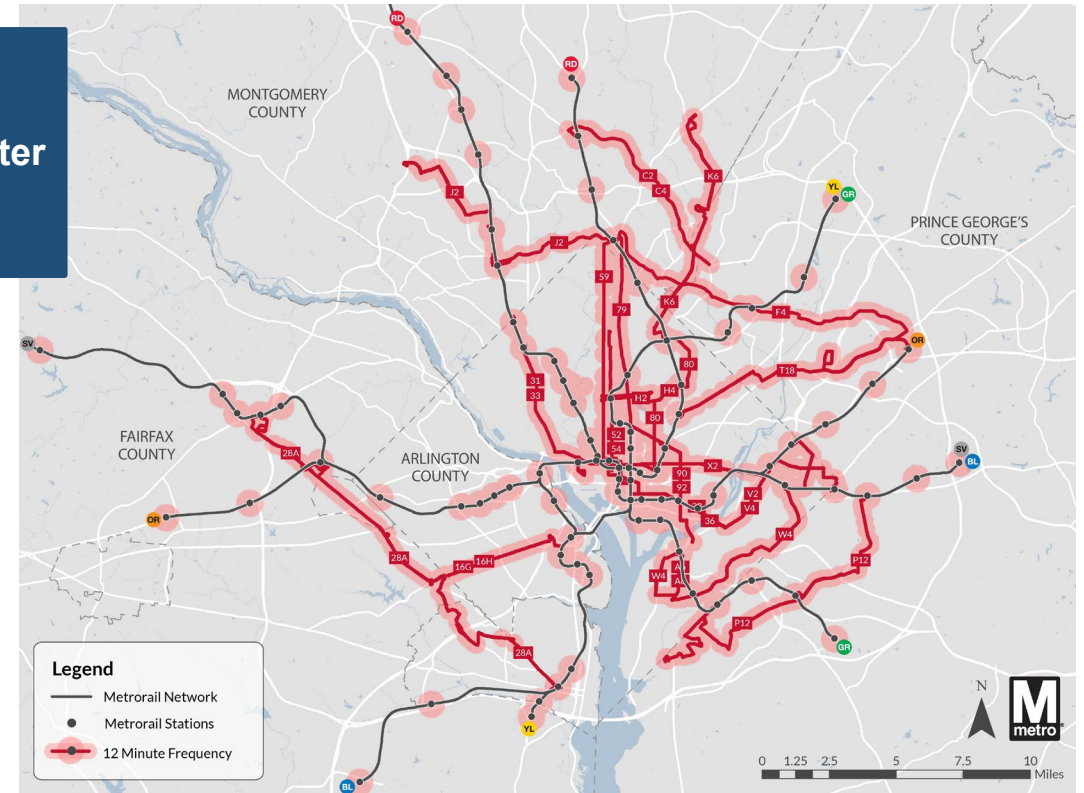 ter
RD
MONTGOMERY
COUNTY
RD
C2
K6
C4
YL
GR
J2
PRINCE GEORGE'S
COUNTY
J2
S9
K6
79
F4
SV
OR
80
T18
31
33
H4
H2
80
FAIRFAX
COUNTY
52
54
28A
ARLINGTON
COUNTY
SV
BL
X2
90
92
V2
V4
OR
36
W4
28A
16G
16H
P12
W4
P12
GR
28A
YL
BL
Legend
Metrorail Network
Metrorail Stations
12 Minute Frequency
N
M
metro
0 1.25 2.5 5 7.5 10
Miles